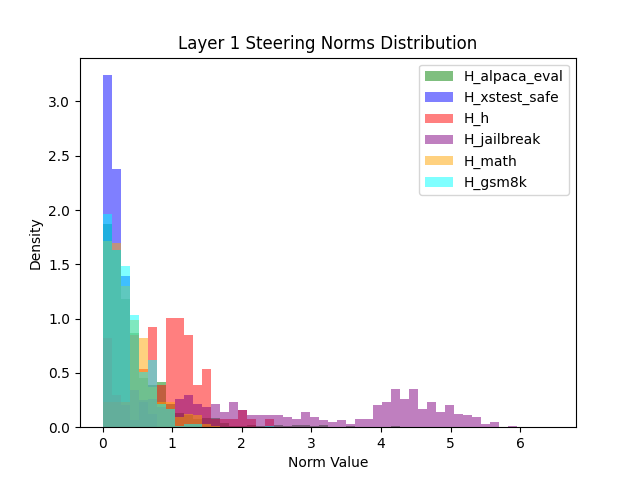 Layer 1 Steering Norms Distribution
H_alpaca_eval
H_xstest_safe
H_h
H_jailbreak
H_math
H_gsm8k
3.0
2.5
2.0
1.5
1.0
0.5
0.0
Density
0 1 2 3 4 5 6
Norm Value